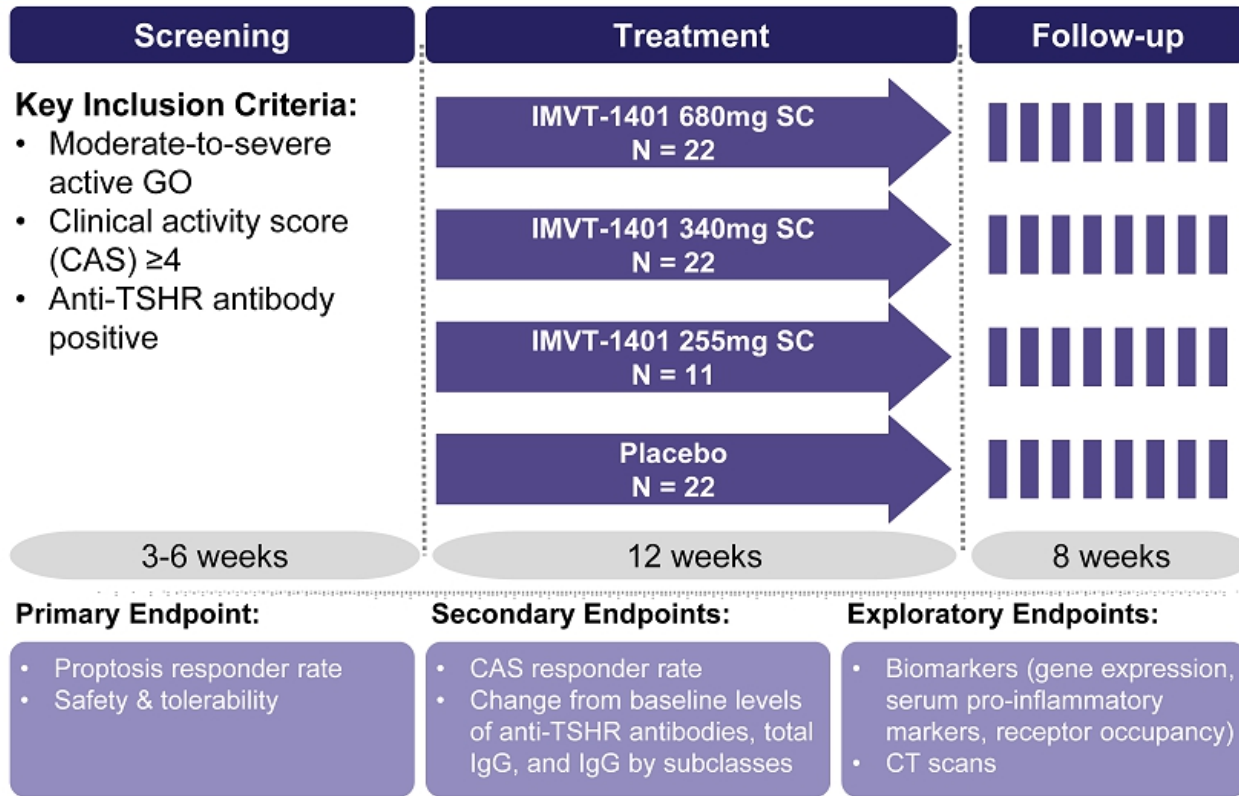 Screening
Treatment
Follow-up
Key Inclusion Criteria:
• Moderate-to-severe
active GO
• Clinical activity score
(CAS) ≥4
• Anti-TSHR antibody
positive
IMVT-1401 680mg SC
N = 22
IMVT-1401 340mg SC
N = 22
IMVT-1401 255mg SC
N = 11
Placebo
N = 22
3-6 weeks
12 weeks
8 weeks
Primary Endpoint:
• Proptosis responder rate
• Safety & tolerability
Secondary Endpoints:
• CAS responder rate
• Change from baseline levels
of anti-TSHR antibodies, total
IgG, and IgG by subclasses
Exploratory Endpoints:
• Biomarkers (gene expression,
serum pro-inflammatory
markers, receptor occupancy)
• CT scans